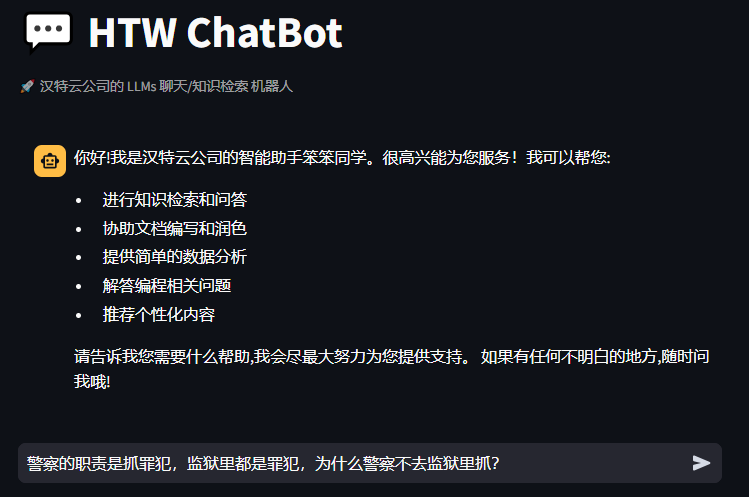 HTW ChatBot
🚀 汉特云公司的 LLMs 聊天/知识检索 机器人
你好!我是汉特云公司的智能助手笨笨同学。很高兴能为您服务！我可以帮您:
• 进行知识检索和问答
• 协助文档编写和润色
• 提供简单的数据分析
• 解答编程相关问题
• 推荐个性化内容
请告诉我您需要什么帮助,我会尽最大努力为您提供支持。 如果有任何不明白的地方,随时问
我哦!
警察的职责是抓罪犯，监狱里都是罪犯，为什么警察不去监狱里抓？